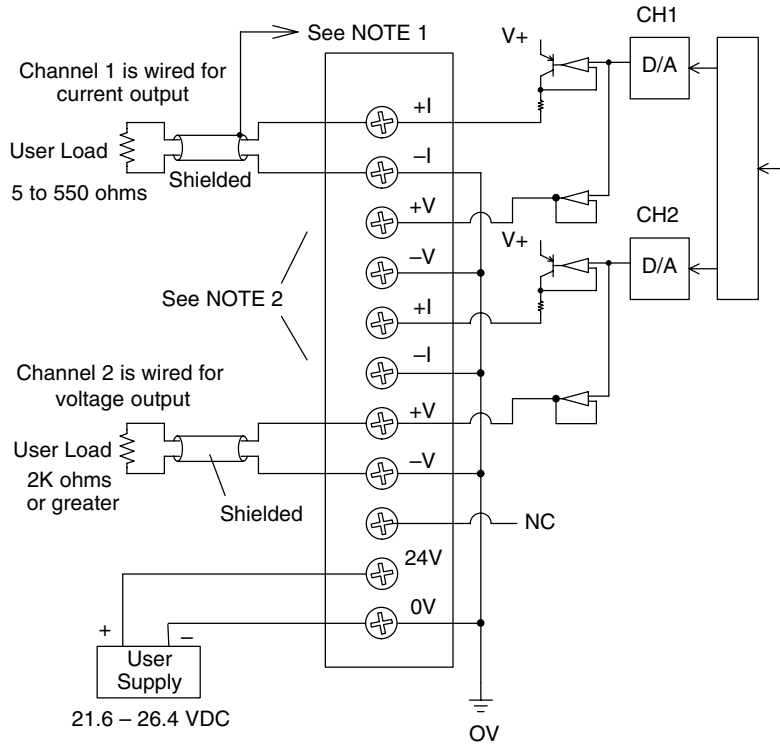 See NOTE 1
CH1
V+
D/A
Channel 1 is wired for
current output
+I
User Load
–I
5 to 550 ohms
Shielded
+V
CH2
V+
–V
D/A
See NOTE 2
+I
–I
Channel 2 is wired for
voltage output
+V
User Load
–V
2K ohms
or greater
Shielded
NC
24V
0V
+
–
User
Supply
21.6 – 26.4 VDC
OV